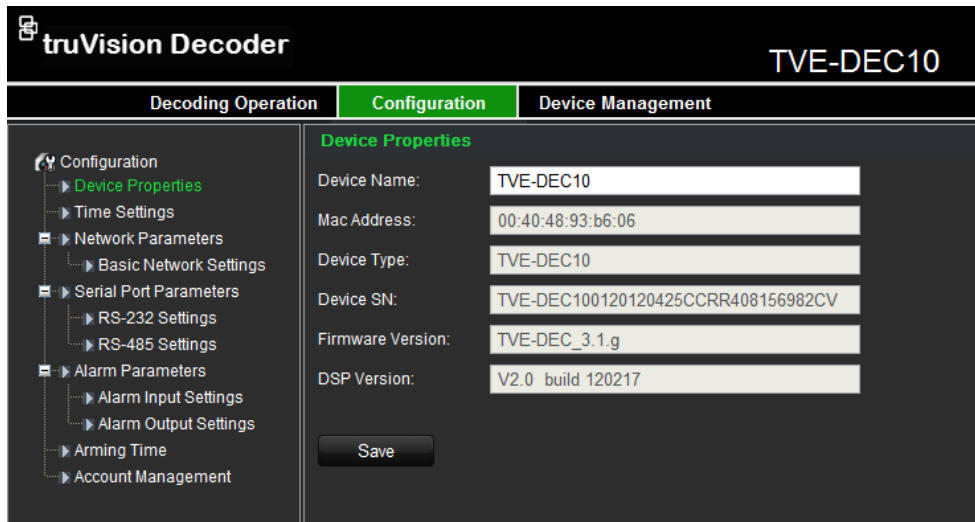 truVision Decoder
TVE-DEC10
Decoding Operation Configuration Device Management
Configuration
Device Properties
Time Settings
Network Parameters
Basic Network Settings
Serial Port Parameters
RS-232 Settings
RS-485 Settings
Alarm Parameters
Alarm Input Settings
Alarm Output Settings
Arming Time
Account Management
Device Properties
Device Name: TVE-DEC10
Mac Address: 00:40:48:93:b6:06
Device Type: TVE-DEC10
Device SN: TVE-DEC100120120425CCRR408156982CV
Firmware Version: TVE-DEC_3.1.g
DSP Version: V2.0 build 120217
Save